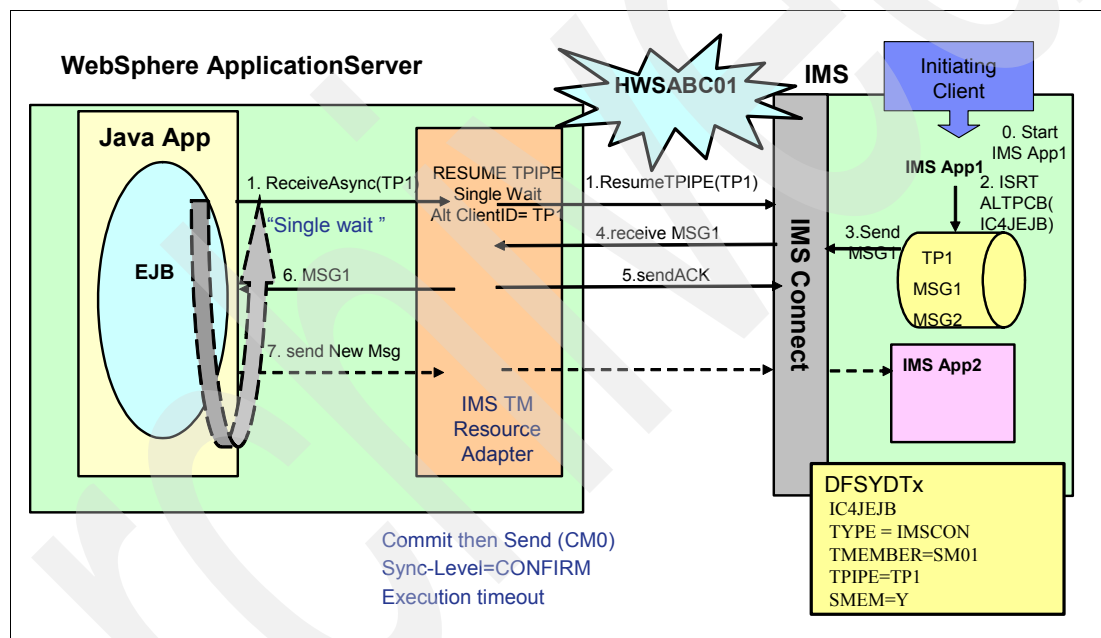 WebSphere ApplicationServer
HWSABC01
IMS
Initiating
Client
Java App
EJB
1. ReceiveAsync(TP1)
“Single wait ”
6. MSG1
7. send New Msg
RESUME TPIPE
Single Wait
Alt ClientID= TP1
IMS TM
Resource
Adapter
1.ResumeTPIPE(TP1)
4.receive MSG1
5.sendACK
IMS Connect
0. Start
IMS App1
IMS App1
2. ISRT
ALTPCB(
IC4JEJB)
3.Send
MSG1
TP1
MSG1
MSG2
IMS App2
DFSYDTx
IC4JEJB
TYPE = IMSCON
TMEMBER=SM01
TPIPE=TP1
SMEM=Y
Commit then Send (CM0)
Sync-Level=CONFIRM
Execution timeout